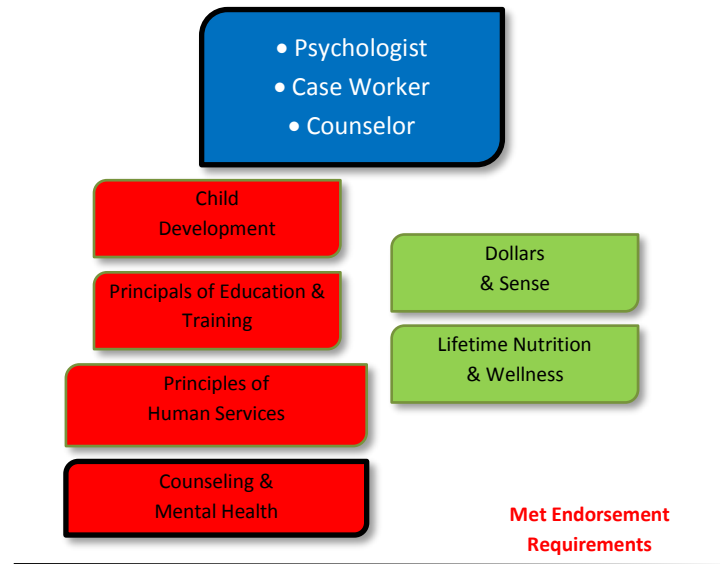 • Psychologist
• Case Worker
• Counselor
Child
Development
Principals of Education &
Training
Principles of
Human Services
Counseling &
Mental Health
Dollars
& Sense
Lifetime Nutrition
& Wellness
Met Endorsement
Requirements